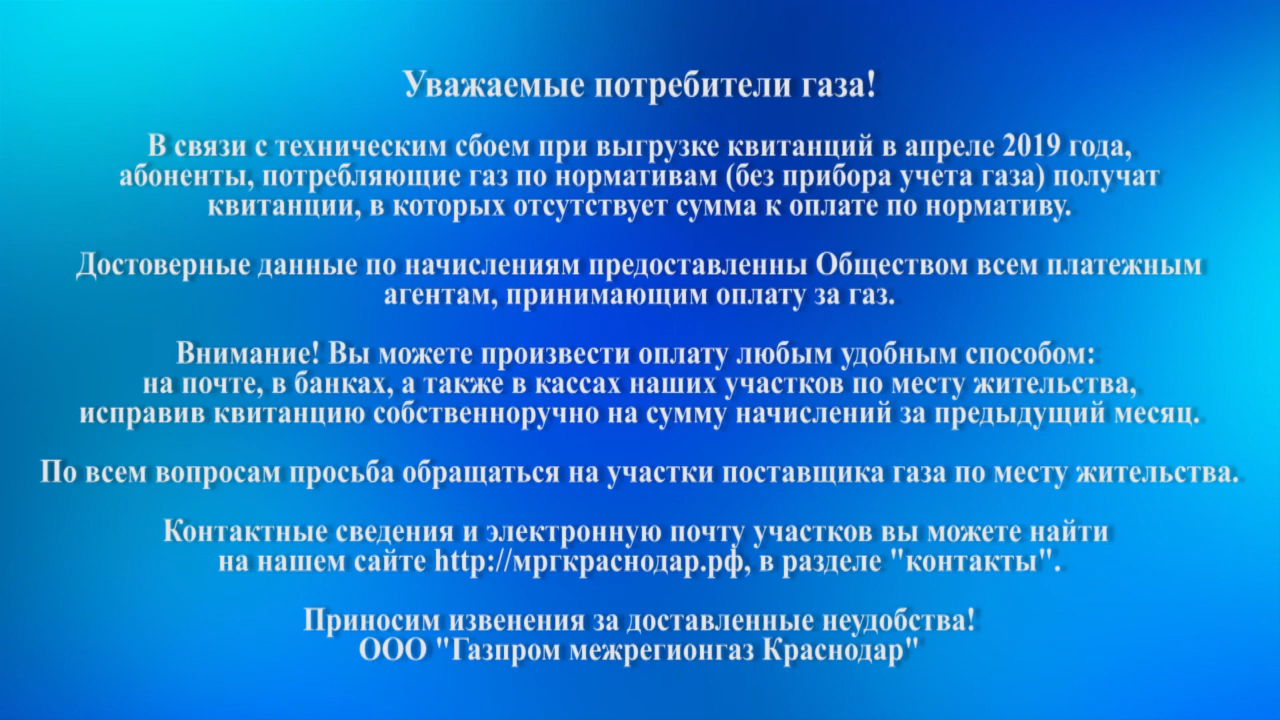 Уважаемые потребители газа!
В связи с техническим сбоем при выгрузке квитанций в апреле 2019 года,
абоненты, потребляющие газ по нормативам (без прибора учета газа) получат
квитанции, в которых отсутствует сумма к оплате по нормативу.
Достоверные данные по начислениям предоставленны Обществом всем платежным
агентам, принимающим оплату за газ.
Внимание! Вы можете произвести оплату любым удобным способом:
на почте, в банках, а также в кассах наших участков по месту жительства,
исправив квитанцию собственноручно на сумму начислений за предыдущий месяц.
По всем вопросам просьба обращаться на участки поставщика газа по месту жительства.
Контактные сведения и электронную почту участков вы можете найти
на нашем сайте http://мргкраснодар.рф, в разделе "контакты".
Приносим извенения за доставленные неудобства!
ООО "Газпром межрегионгаз Краснодар"